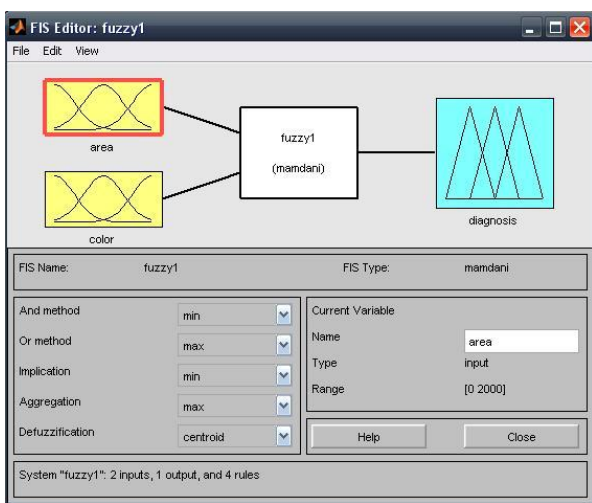 FIS Editor: fuzzy1
File Edit View
area
color
fuzzy1
(mamdani)
diagnosis
FIS Name: fuzzy1 FIS Type: mamdani
And method min
Or method max
Implication min
Aggregation max
Defuzzification centroid
Current Variable
Name area
Type input
Range [0 2000]
Help Close
System "fuzzy1": 2 inputs, 1 output, and 4 rules